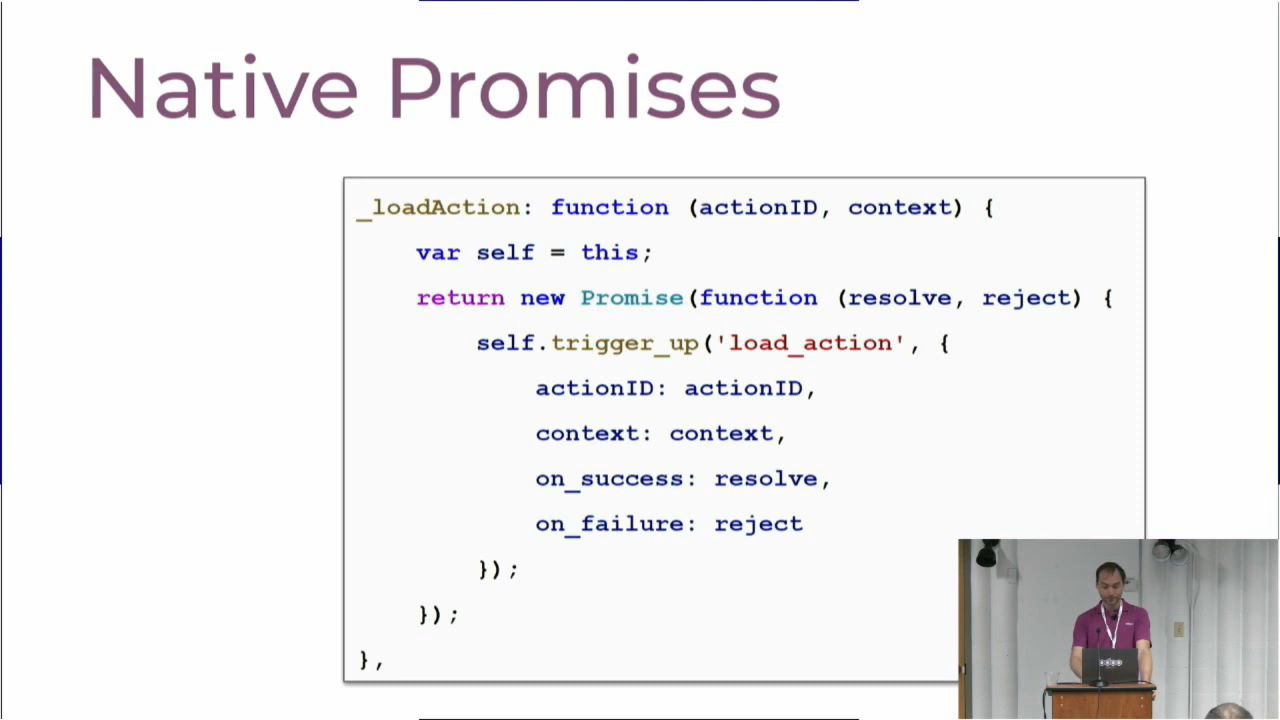 Native Promises
_loadAction: function (actionID, context) {
var self = this;
return new Promise(function (resolve, reject) {
self.trigger_up('load_action', {
actionID: actionID,
context: context,
on_success: resolve,
on_failure: reject
});
});
},
odoo